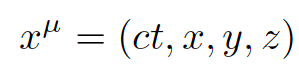 x^μ = (ct, x, y, z)